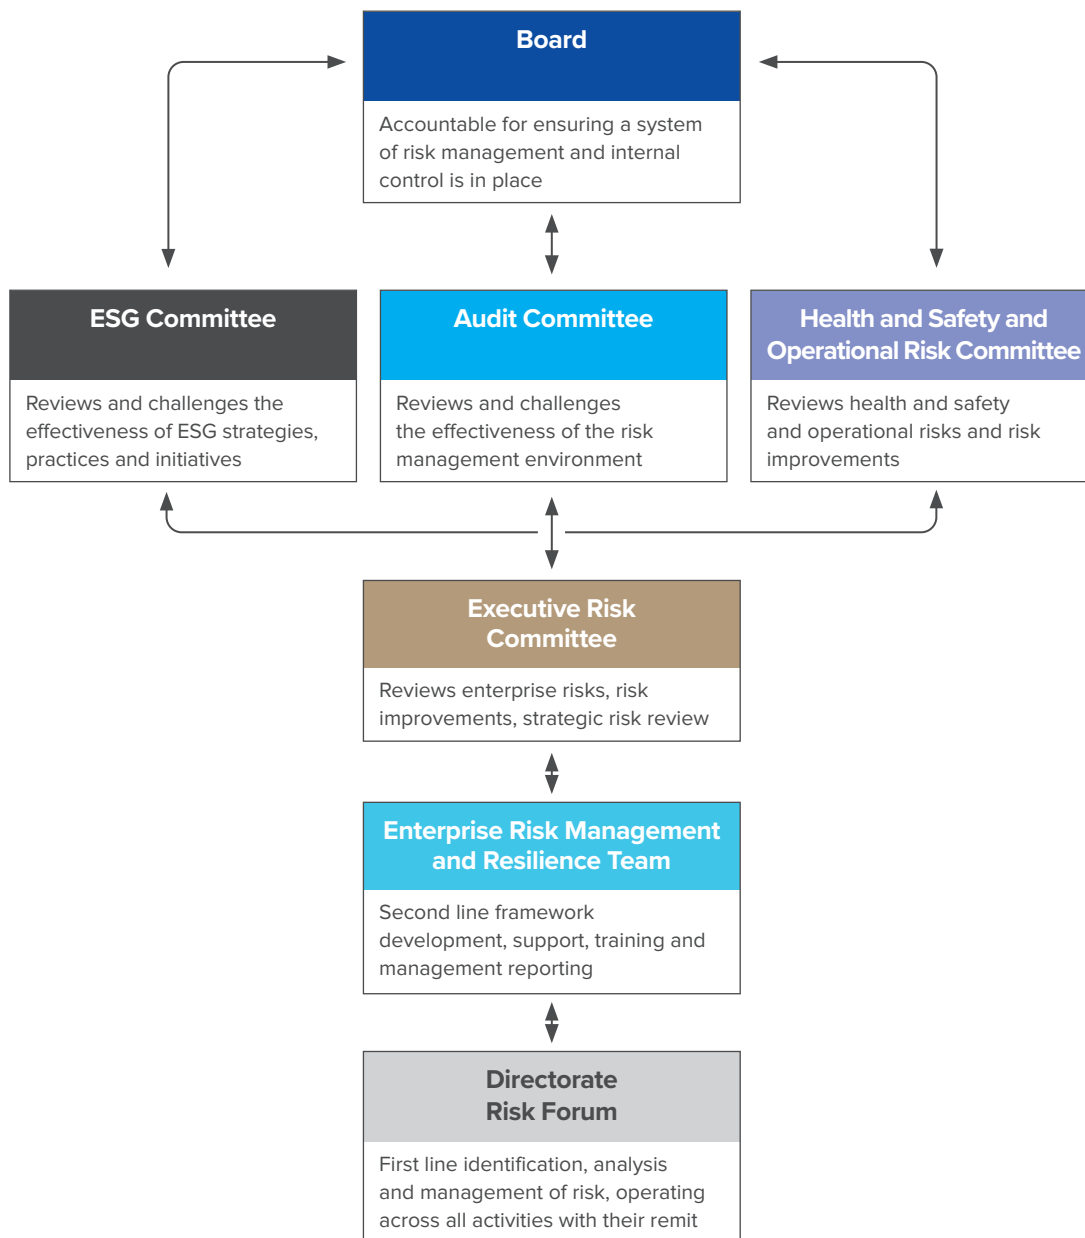 Board
Accountable for ensuring a system
of risk management and internal
control is in place
ESG Committee
Reviews and challenges the
effectiveness of ESG strategies,
practices and initiatives
Audit Committee
Reviews and challenges
the effectiveness of the risk
management environment
Health and Safety and
Operational Risk Committee
Reviews health and safety
and operational risks and risk
improvements
Executive Risk
Committee
Reviews enterprise risks, risk
improvements, strategic risk review
Enterprise Risk Management
and Resilience Team
Second line framework
development, support, training and
management reporting
Directorate
Risk Forum
First line identification, analysis
and management of risk, operating
across all activities with their remit